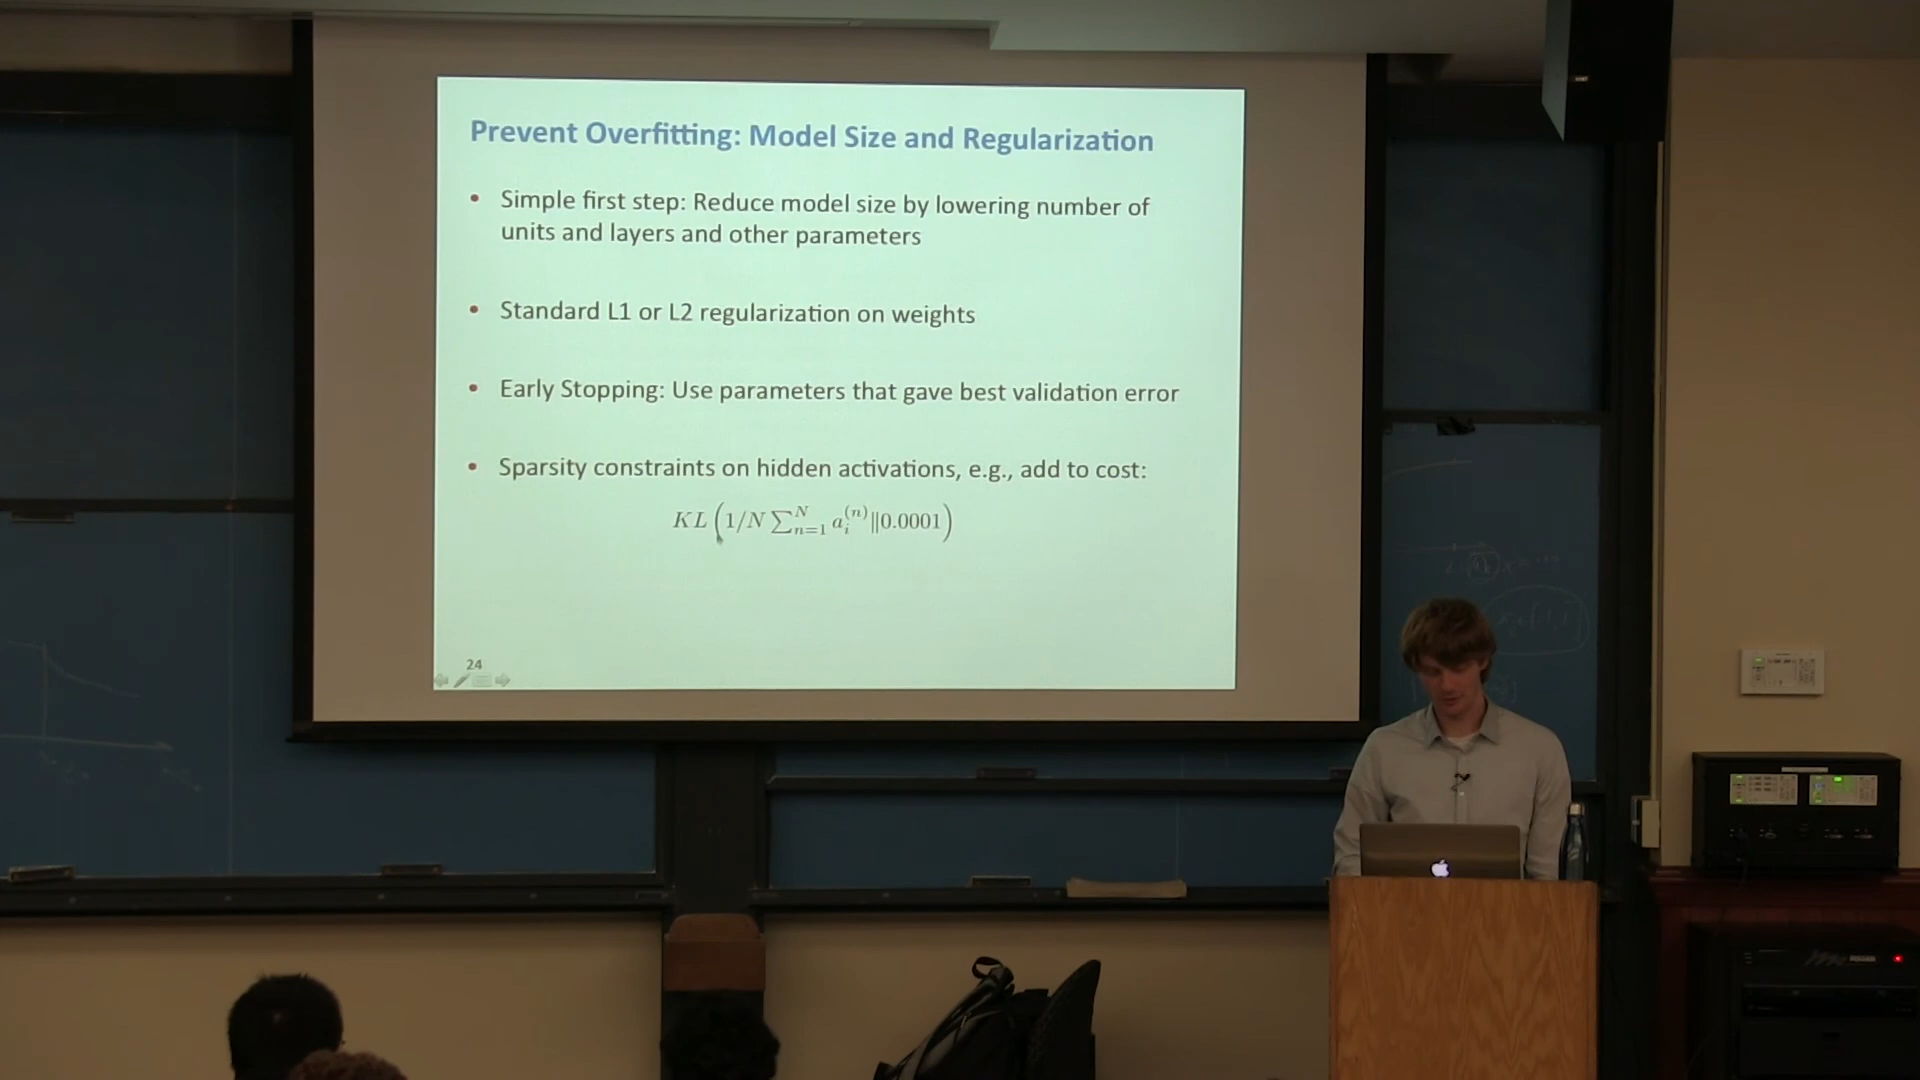 Prevent Overfitting: Model Size and Regularization
• Simple first step: Reduce model size by lowering number of
units and layers and other parameters
• Standard L1 or L2 regularization on weights
• Early Stopping: Use parameters that gave best validation error
• Sparsity constraints on hidden activations, e.g., add to cost:
KL(1/N ∑_{n=1}^{N} a_i^{(n)}||0.0001)
24